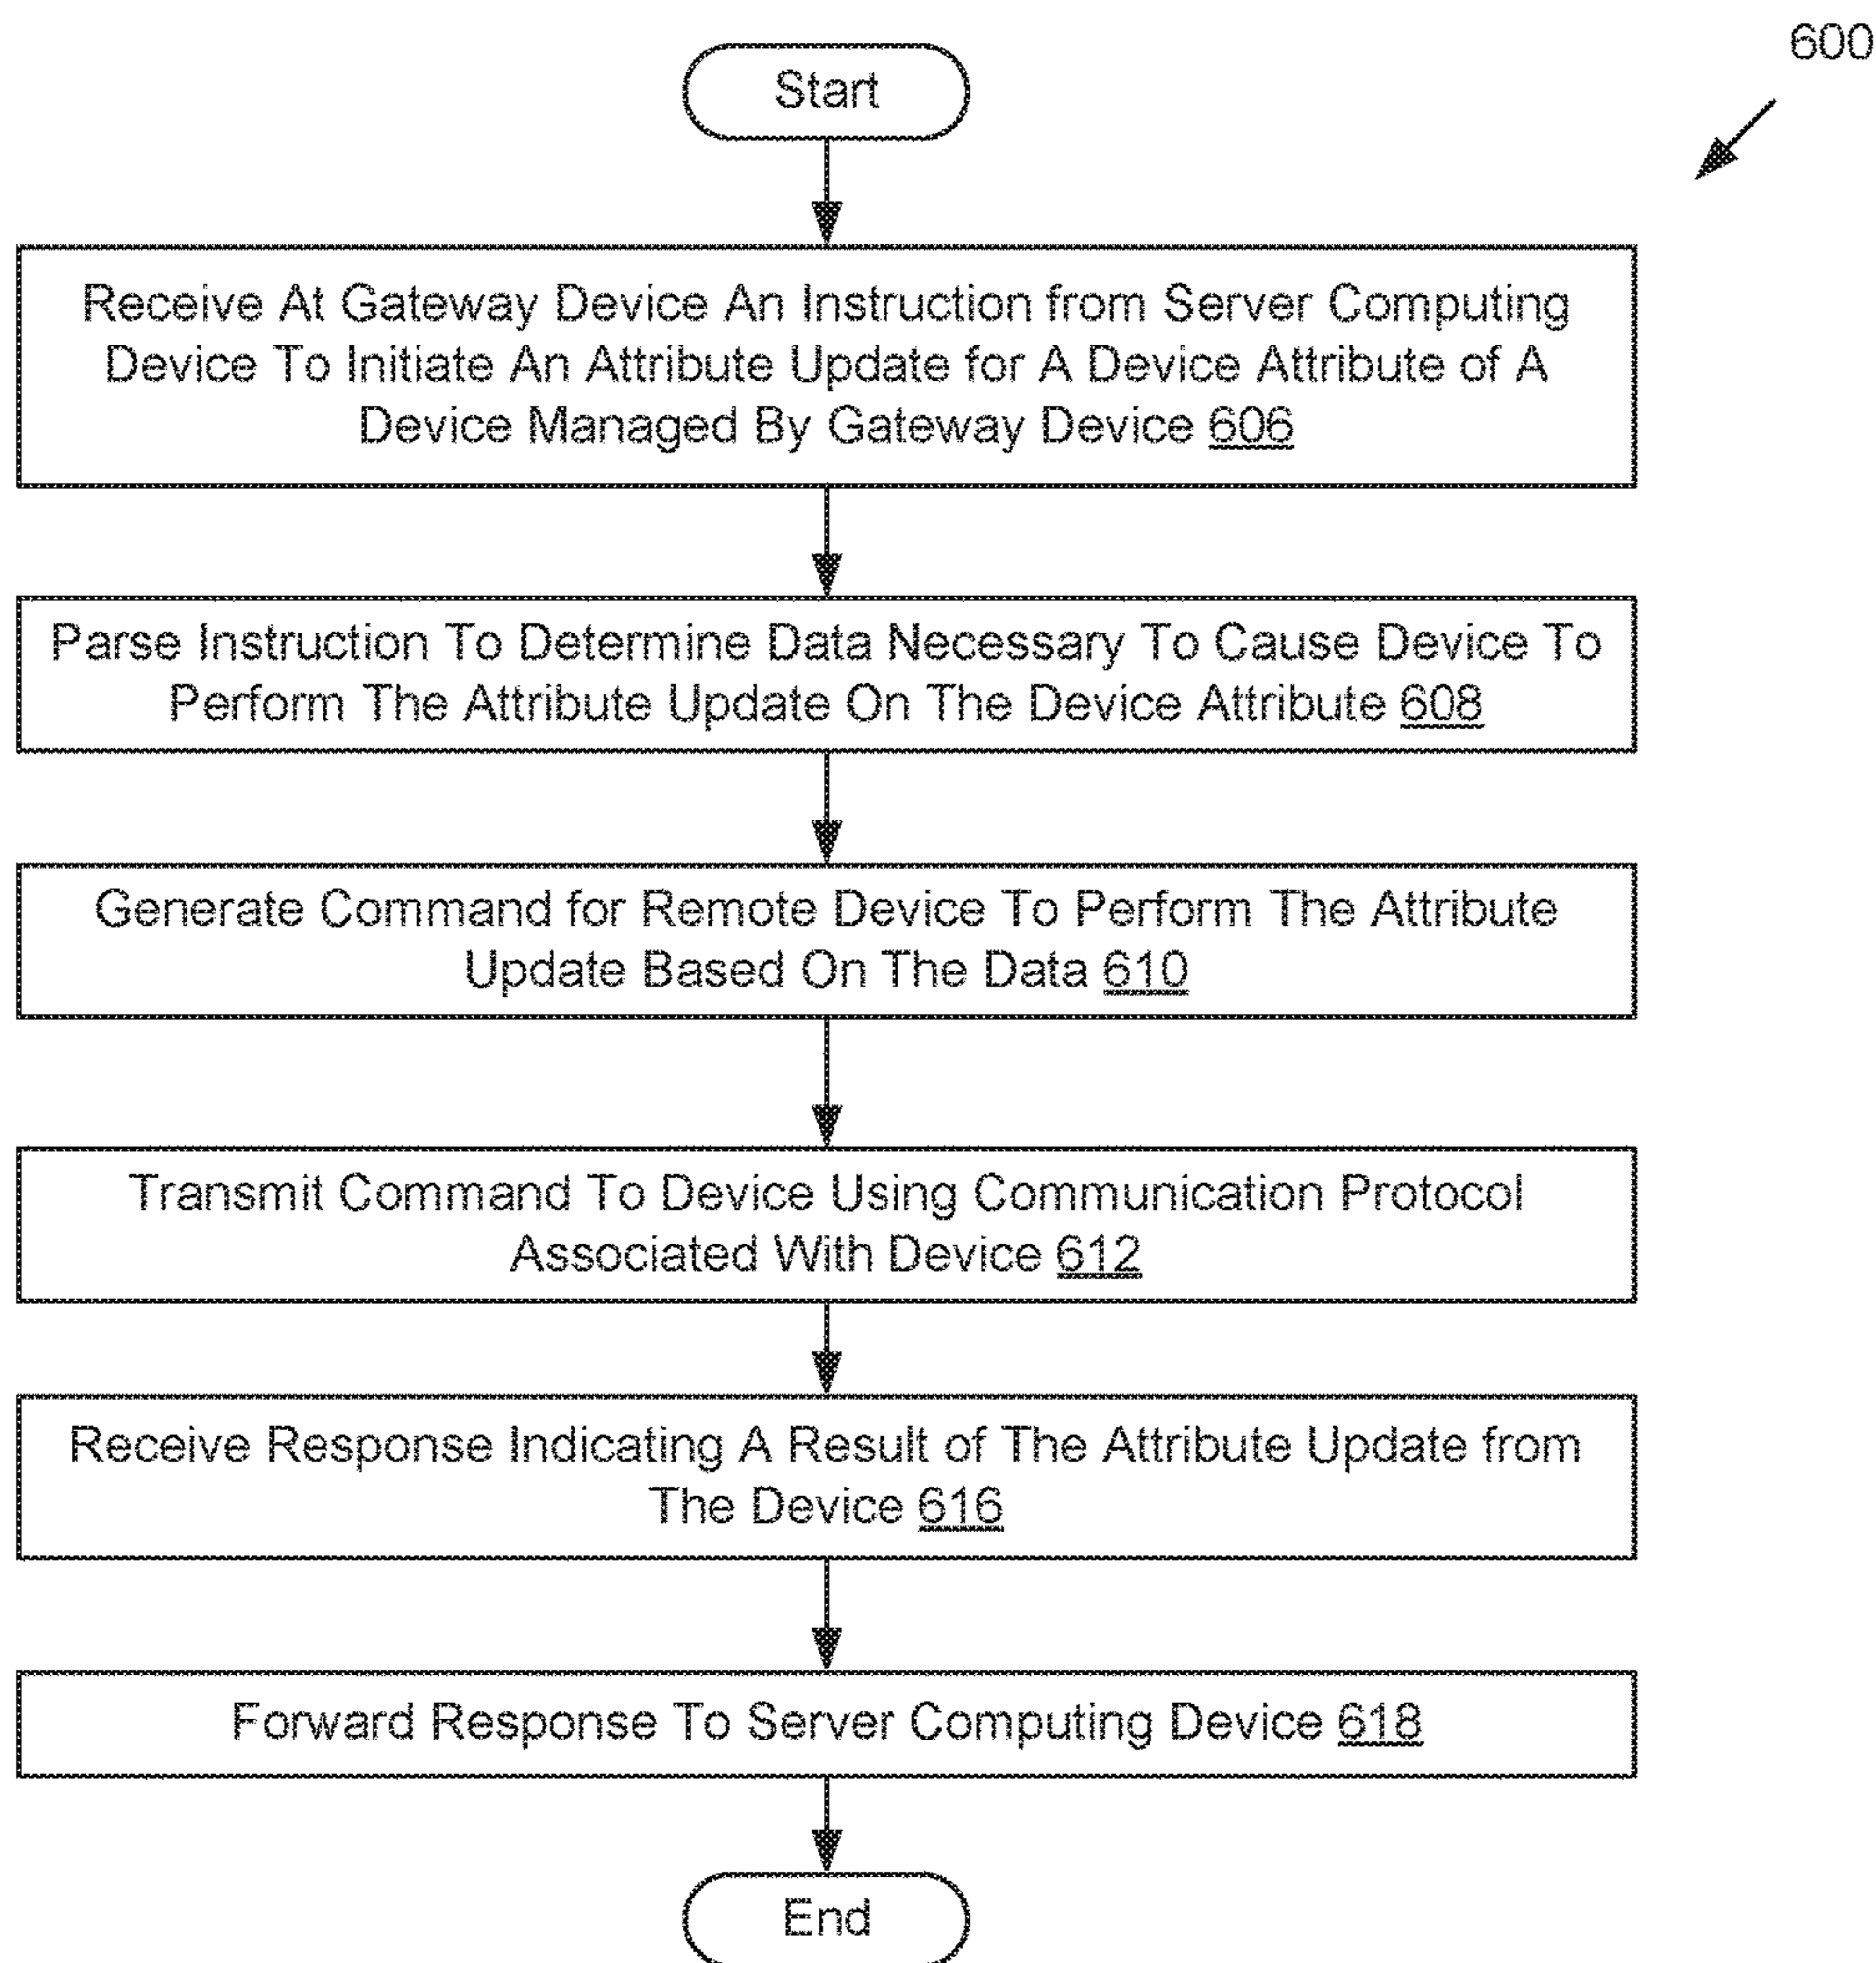 600
Start
Receive At Gateway Device An Instruction from Server Computing
Device To Initiate An Attribute Update for A Device Attribute of A
Device Managed By Gateway Device 606
Parse Instruction To Determine Data Necessary To Cause Device To
Perform The Attribute Update On The Device Attribute 608
Generate Command for Remote Device To Perform The Attribute
Update Based On The Data 610
Transmit Command To Device Using Communication Protocol
Associated With Device 612
Receive Response Indicating A Result of The Attribute Update from
The Device 616
Forward Response To Server Computing Device 618
End